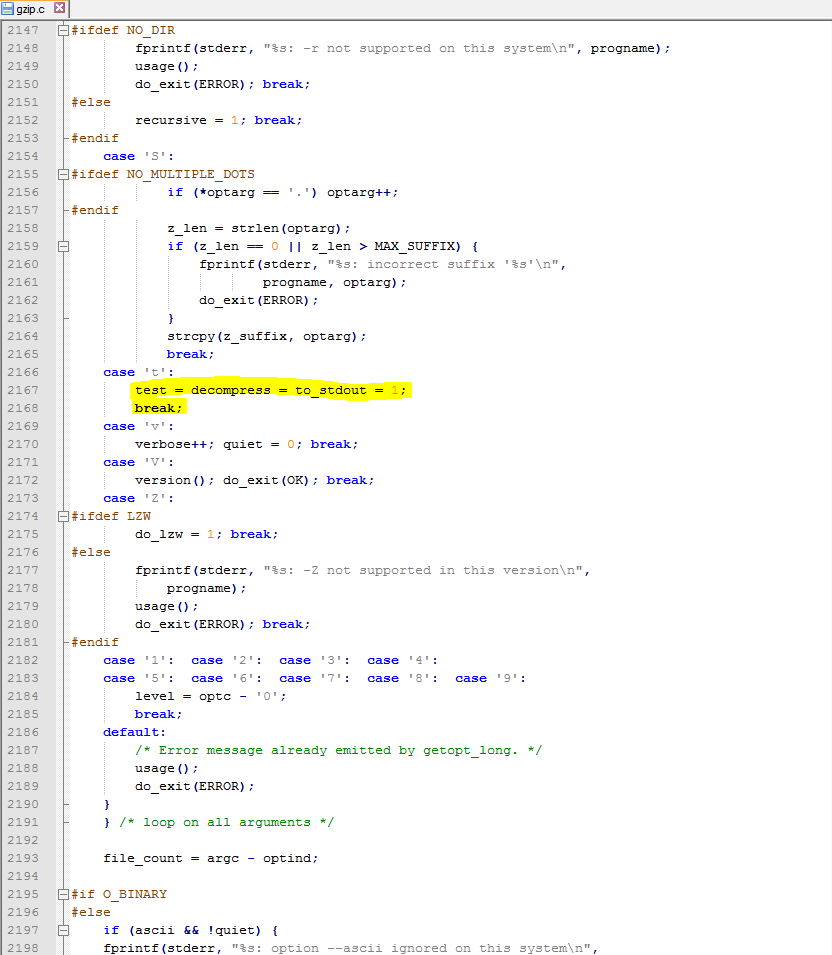 gzip.c
2147 #ifdef NO_DIR
2148 fprintf(stderr, "%s: -r not supported on this system\n", progname);
2149 usage();
2150 do_exit(ERROR); break;
2151 #else
2152 recursive = 1; break;
2153 #endif
2154 case 'S':
2155 #ifdef NO_MULTIPLE_DOTS
2156 if (*optarg == '.') optarg++;
2157 #endif
2158 z_len = strlen(optarg);
2159 if (z_len == 0 || z_len > MAX_SUFFIX) {
2160 fprintf(stderr, "%s: incorrect suffix '%s'\n",
2161 progname, optarg);
2162 do_exit(ERROR);
2163 }
2164 strcpy(z_suffix, optarg);
2165 break;
2166 case 't':
2167 test = decompress = to_stdout = 1;
2168 break;
2169 case 'v':
2170 verbose++; quiet = 0; break;
2171 case 'V':
2172 version(); do_exit(OK); break;
2173 case 'Z':
2174 #ifdef LZW
2175 do_lzw = 1; break;
2176 #else
2177 fprintf(stderr, "%s: -Z not supported in this version\n",
2178 progname);
2179 usage();
2180 do_exit(ERROR); break;
2181 #endif
2182 case '1': case '2': case '3': case '4':
2183 case '5': case '6': case '7': case '8': case '9':
2184 level = optc - '0';
2185 break;
2186 default:
2187 /* Error message already emitted by getopt_long. */
2188 usage();
2189 do_exit(ERROR);
2190 }
2191 } /* loop on all arguments */
2192
2193 file_count = argc - optind;
2194
2195 #if O_BINARY
2196 #else
2197 if (ascii && !quiet) {
2198 fprintf(stderr, "%s: option --ascii ignored on this system\n",